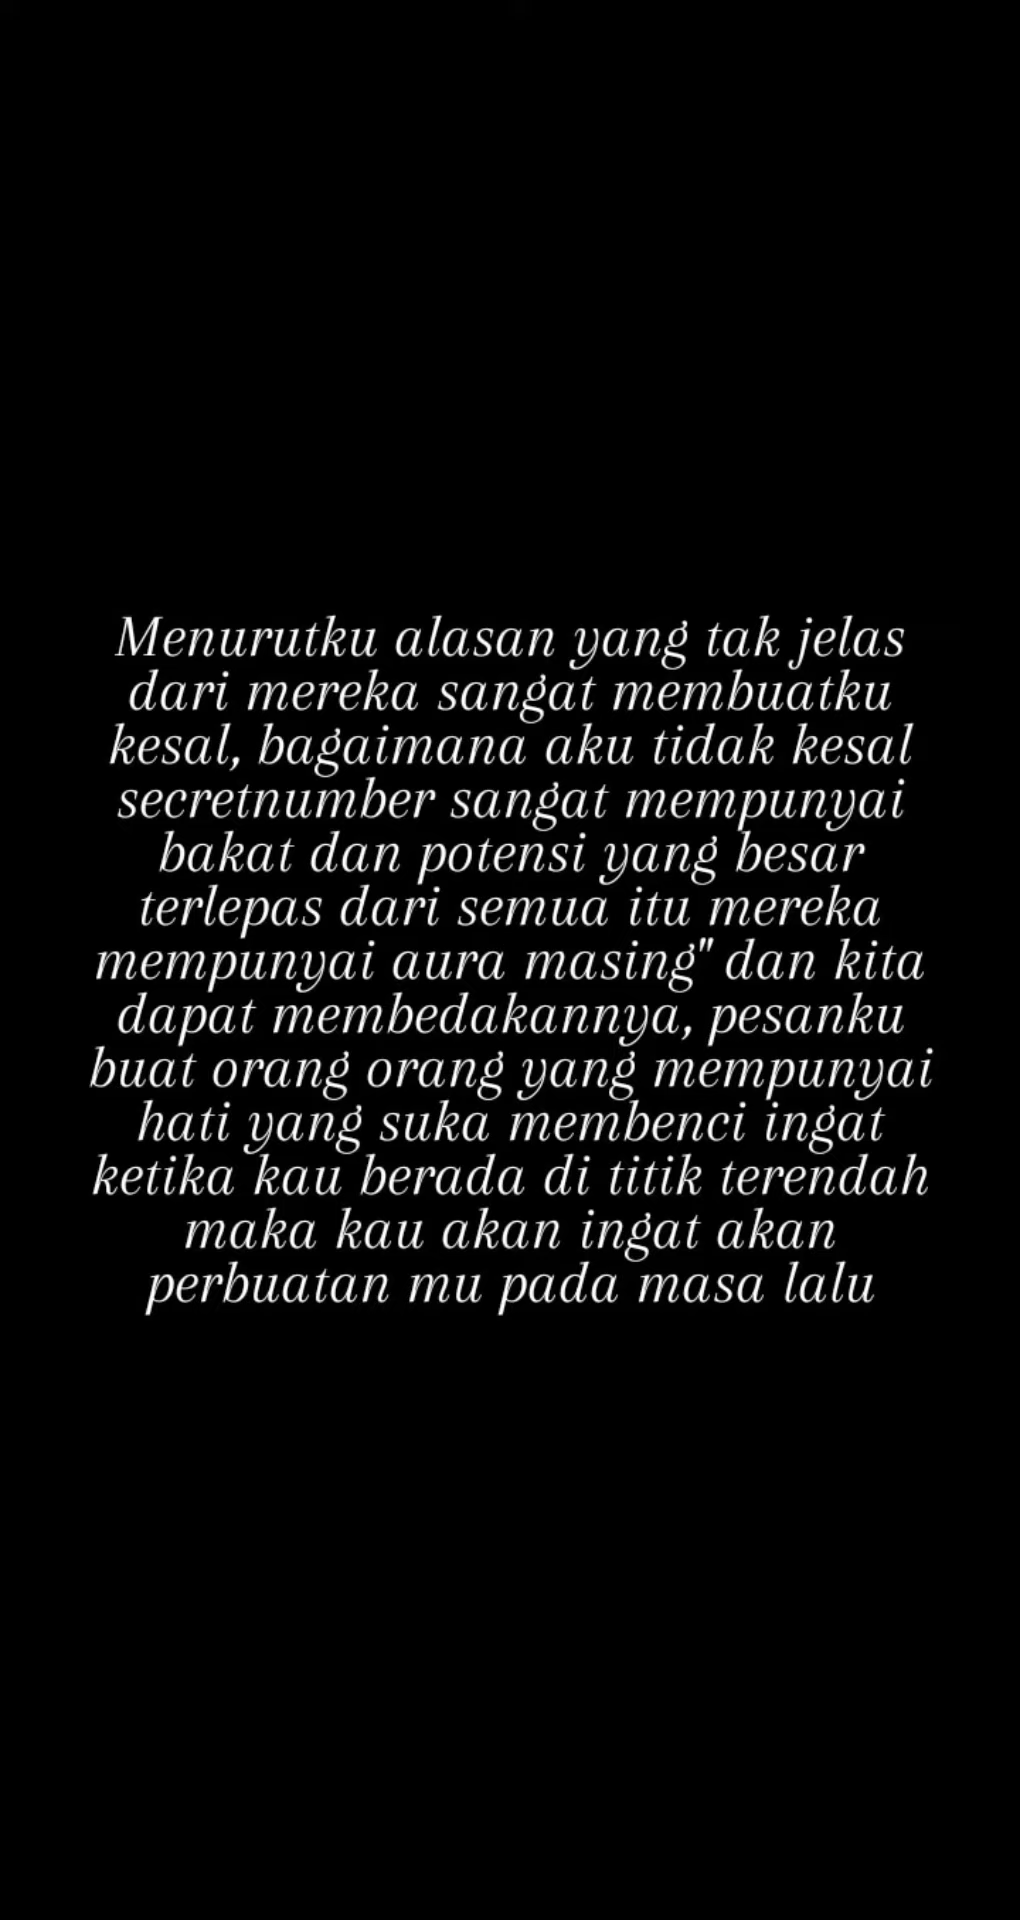 Menurutku alasan yang tak jelas
dari mereka sangat membuatku
kesal, bagaimana aku tidak kesal
secretnumber sangat mempunyai
bakat dan potensi yang besar
terlepas dari semua itu mereka
mempunyai aura masing" dan kita
dapat membedakannya, pesanku
buat orang orang yang mempunyai
hati yang suka membenci ingat
ketika kau berada di titik terendah
maka kau akan ingat akan
perbuatan mu pada masa lalu